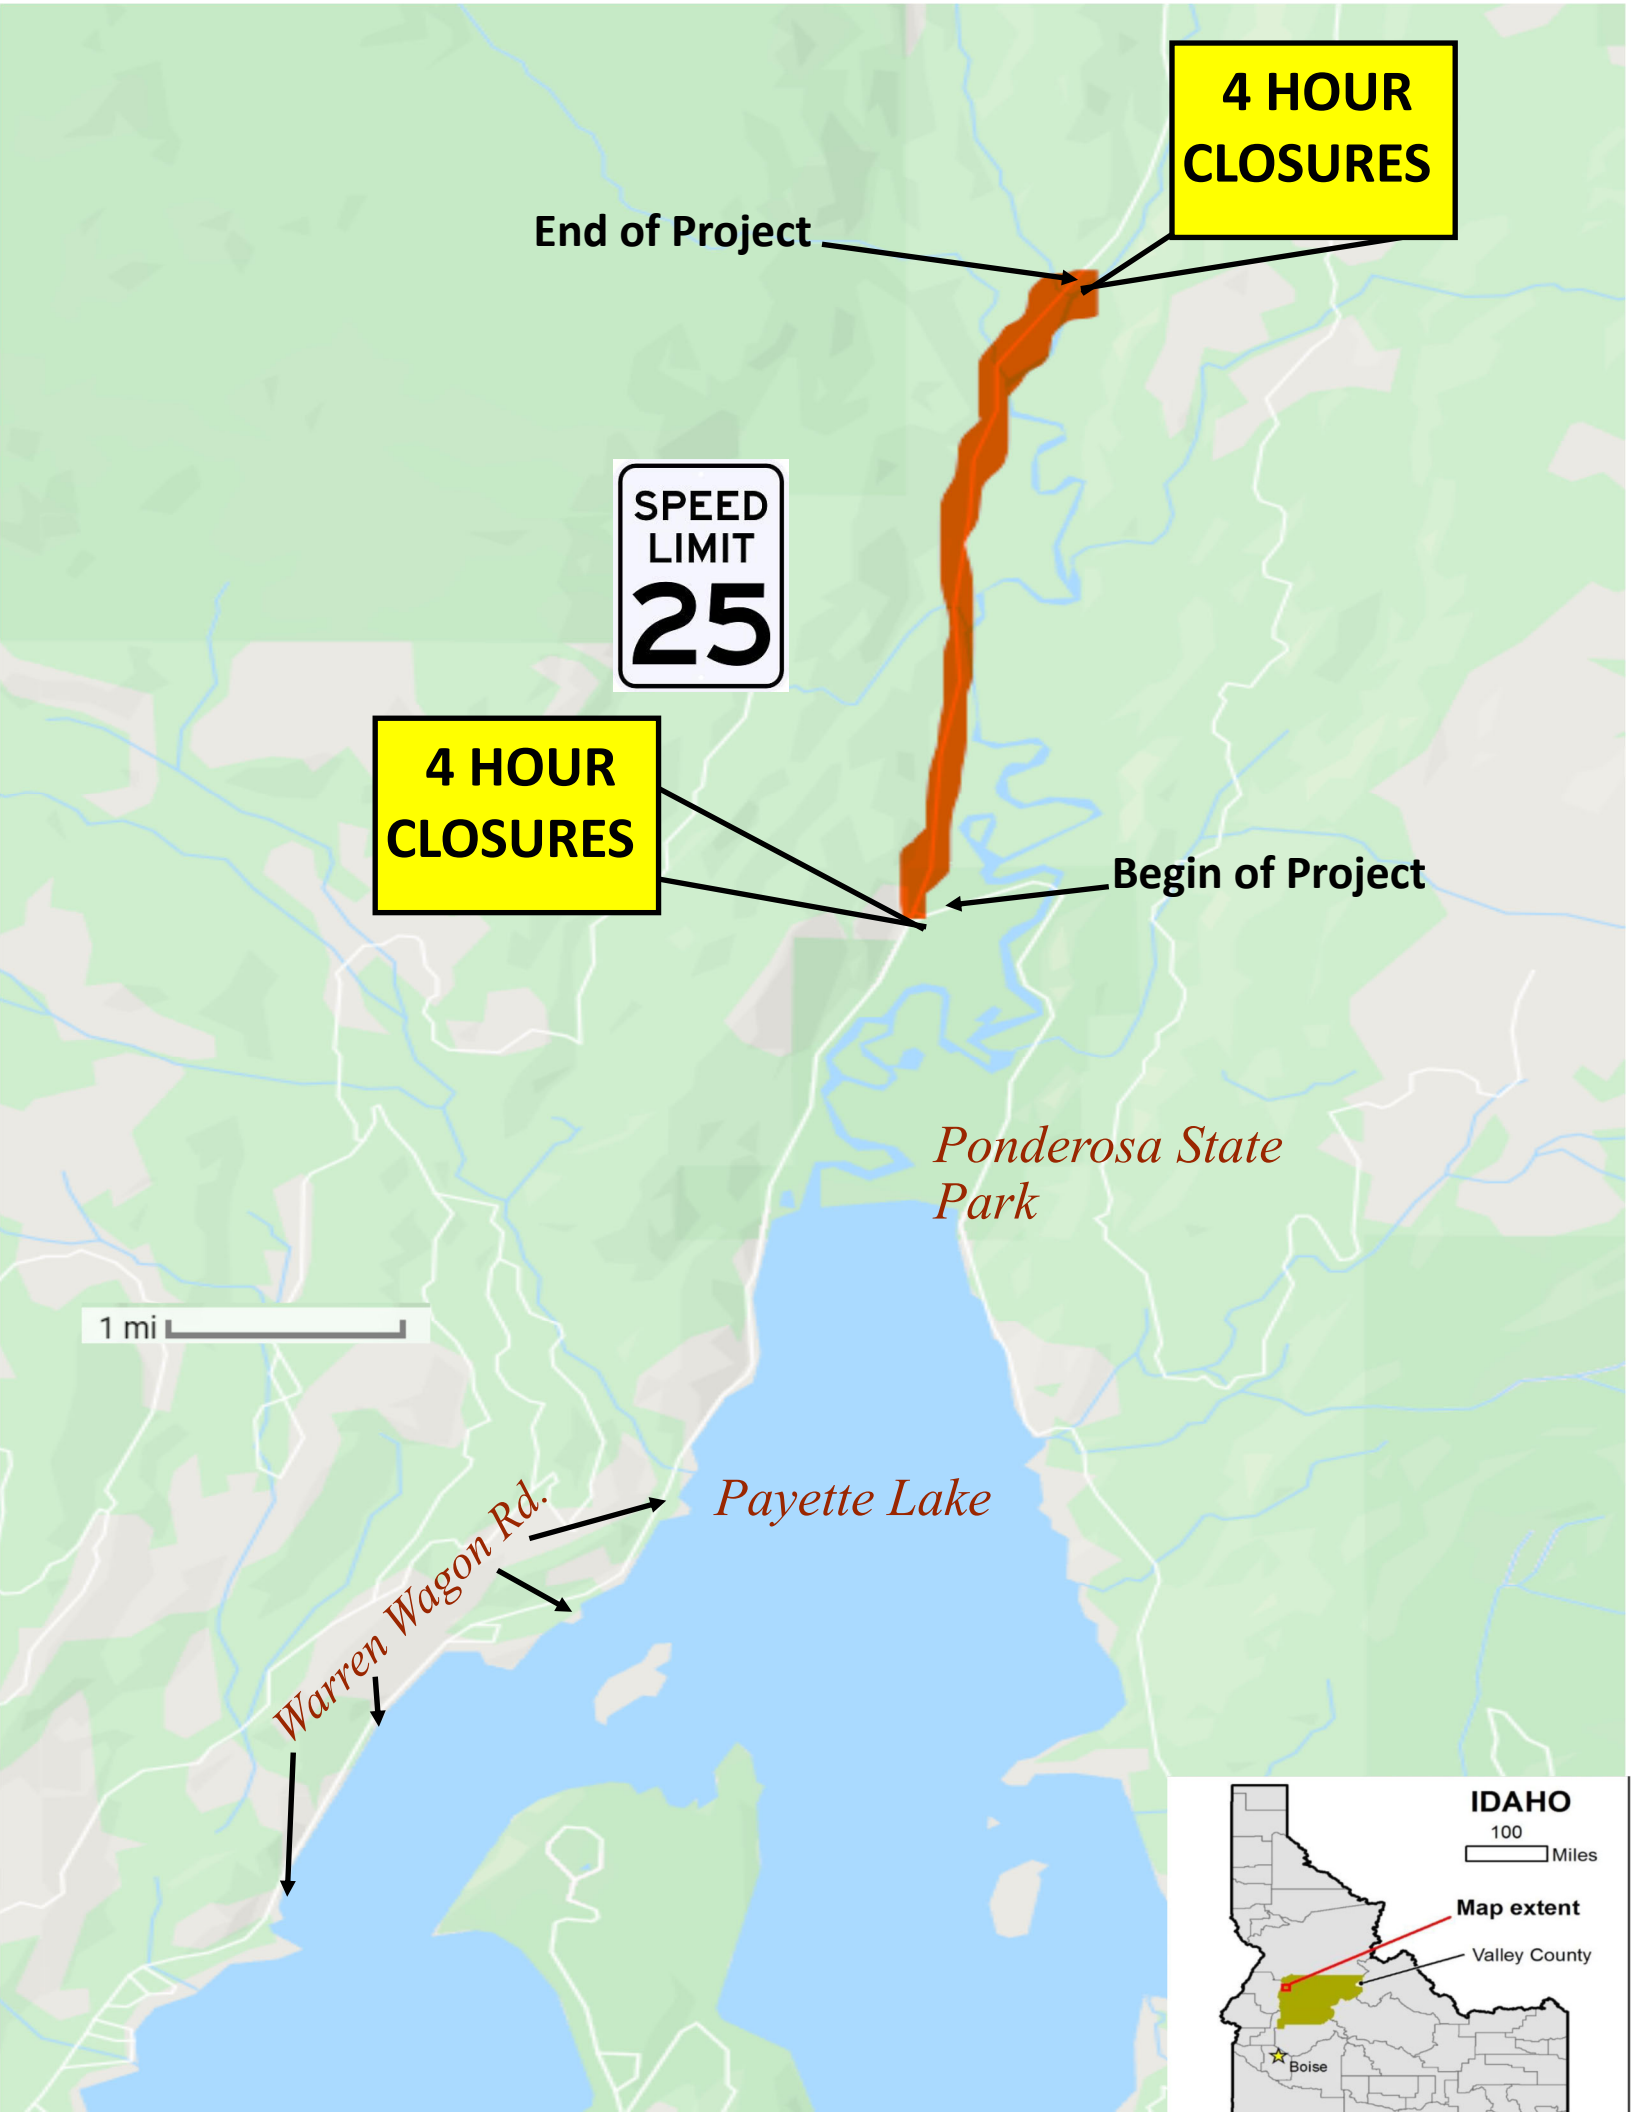 4 HOUR
CLOSURES
End of Project
SPEED
LIMIT
25
4 HOUR
CLOSURES
Begin of Project
Ponderosa State
Park
1 mi
Payette Lake
Warren Wagon Rd.
IDAHO
100
Miles
Map extent
Valley County
Boise